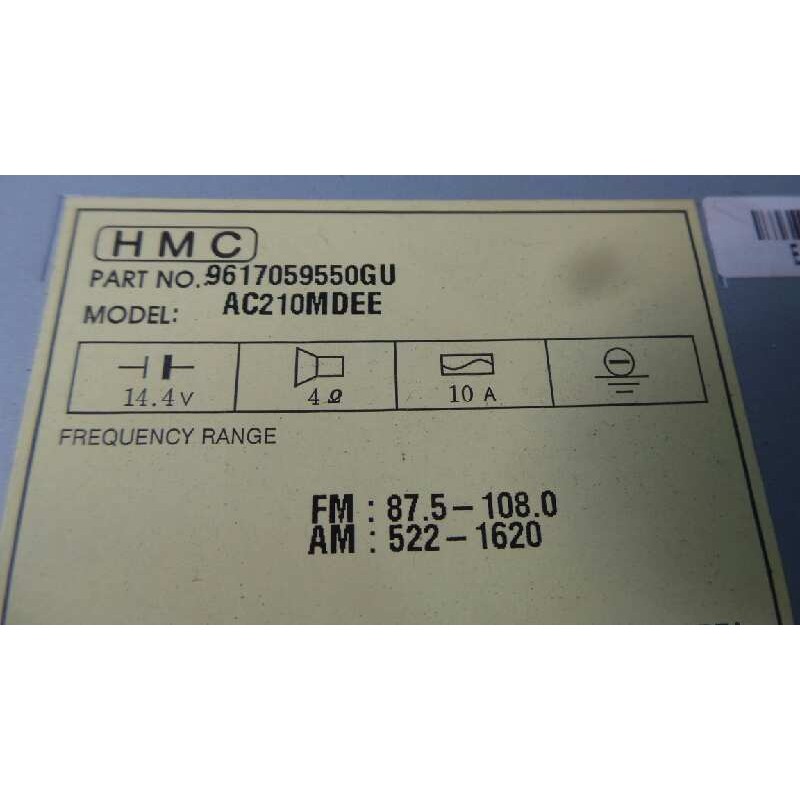 HMC
PART NO. 9617059550GU
MODEL: AC210MDEE
14.4V 4Ω 10 A
FREQUENCY RANGE
FM : 87.5-108.0
AM : 522-1620